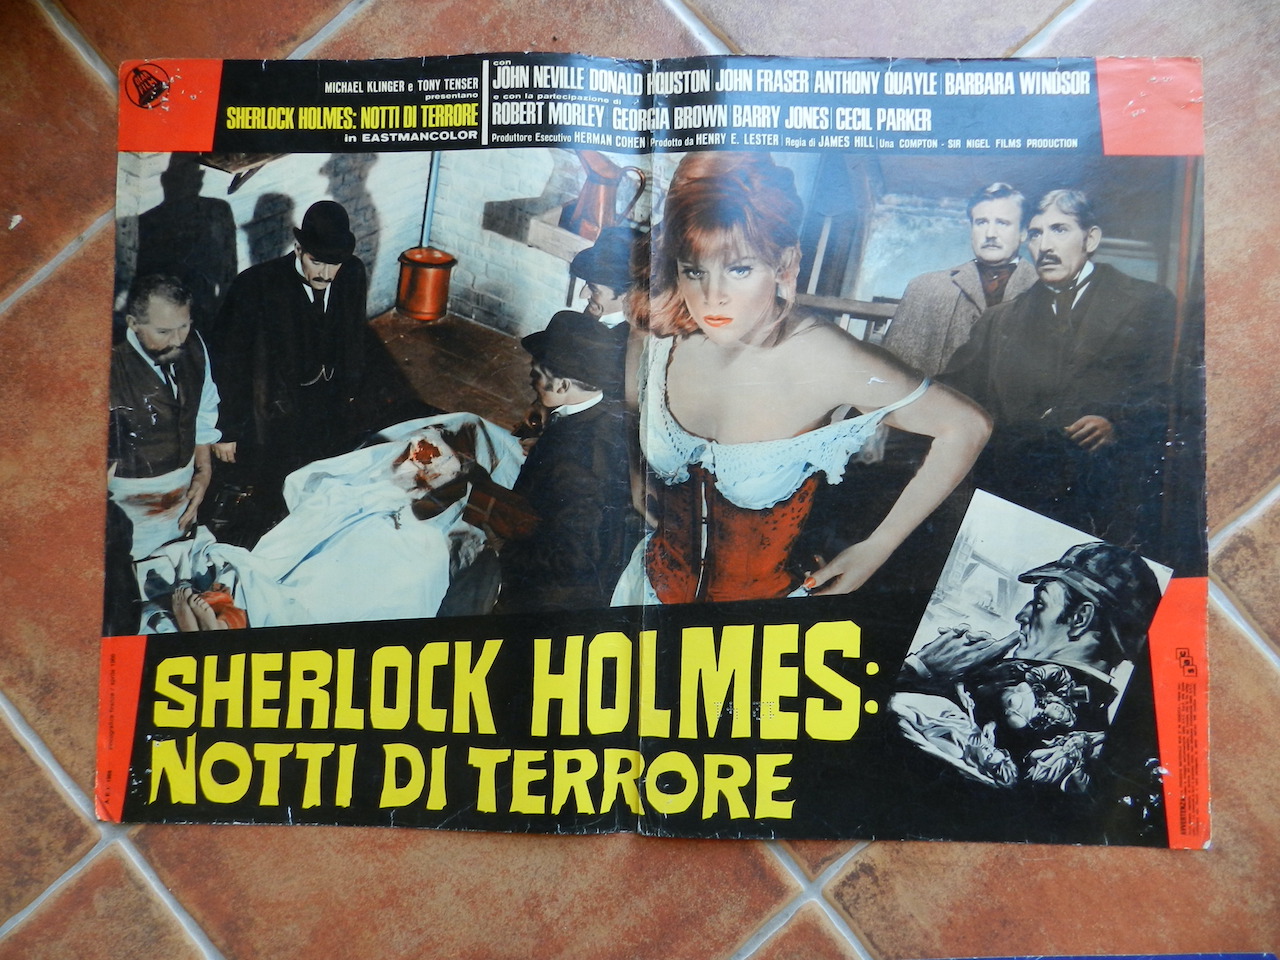 MICHAEL KLINGER e TONY TENSER
presentano
SHERLOCK HOLMES: NOTTI DI TERRORE
in EASTMANCOLOR
con
JOHN NEVILLE DONALD HOUSTON JOHN FRASER ANTHONY QUAYLE BARBARA WINDSOR
e con la partecipazione di
ROBERT MORLEY GEORGIA BROWN BARRY JONES CECIL PARKER
Produttore Esecutivo HERMAN COHEN Prodotto da HENRY E. LESTER Regia di JAMES HILL Una COMPTON - SIR NIGEL FILMS PRODUCTION
SHERLOCK HOLMES:
NOTTI DI TERRORE